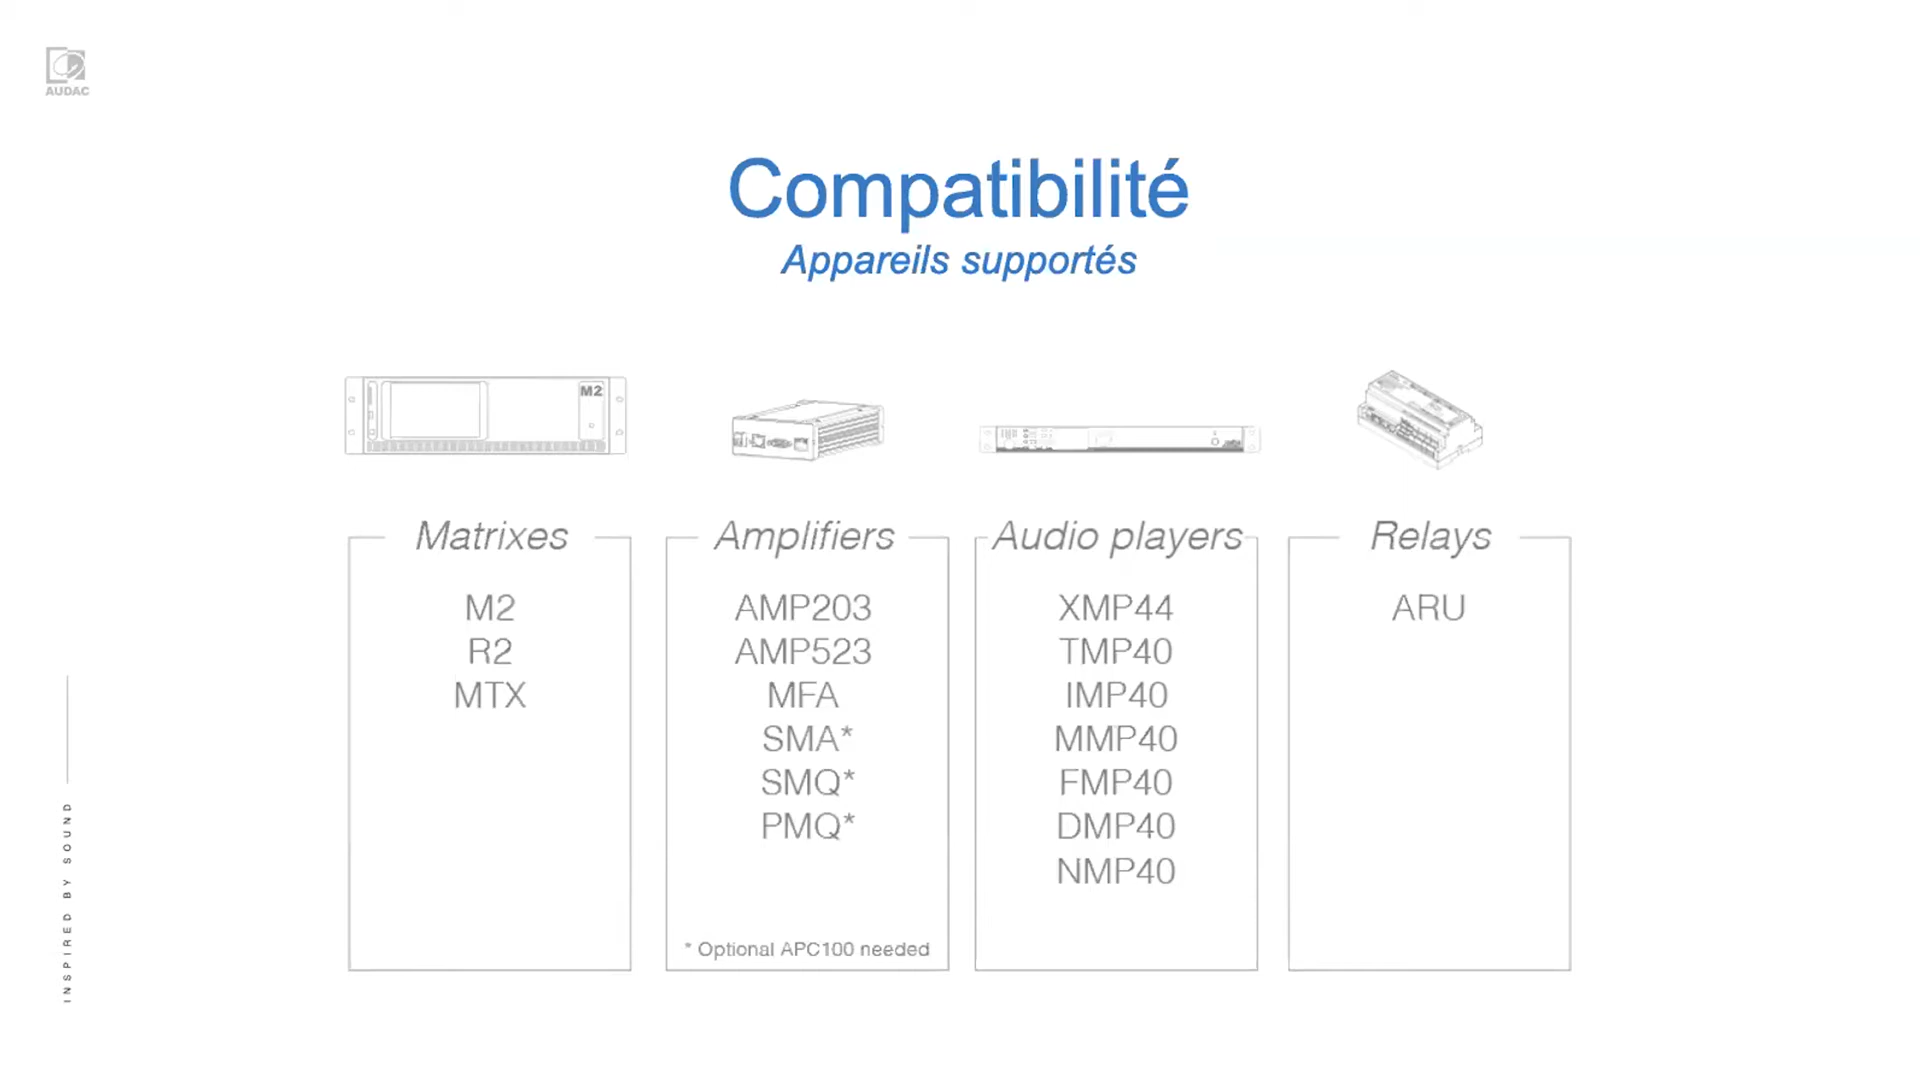 AUDAC
Compatibilité
Appareils supportés
M2
Matrixes
M2
R2
MTX
Amplifiers
AMP203
AMP523
MFA
SMA*
SMQ*
PMQ*
* Optional APC100 needed
Audio players
XMP44
TMP40
IMP40
MMP40
FMP40
DMP40
NMP40
Relays
ARU
INSPIRED BY SOUND